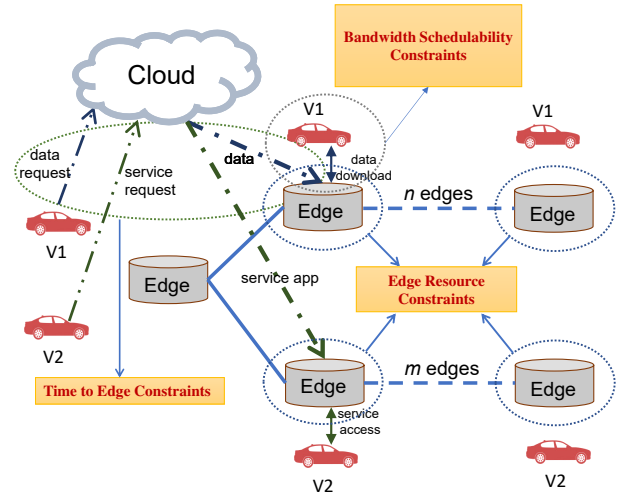 Bandwidth Schedulability
Constraints
Cloud
V1
V1
data
request
service
request
data
data
download
V1
Edge
n edges
Edge
Edge
service app
Edge Resource
Constraints
V2
Time to Edge Constraints
Edge
m edges
Edge
service
access
V2
V2